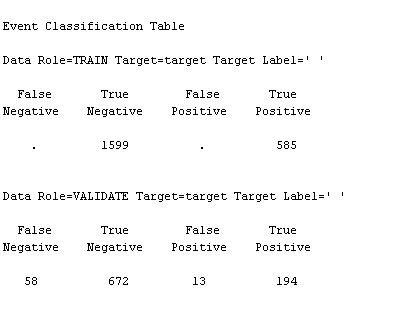 Event Classification Table
Data Role=TRAIN Target=target Target Label=' '
False True False True
Negative Negative Positive Positive
. 1599 . 585
Data Role=VALIDATE Target=target Target Label=' '
False True False True
Negative Negative Positive Positive
58 672 13 194